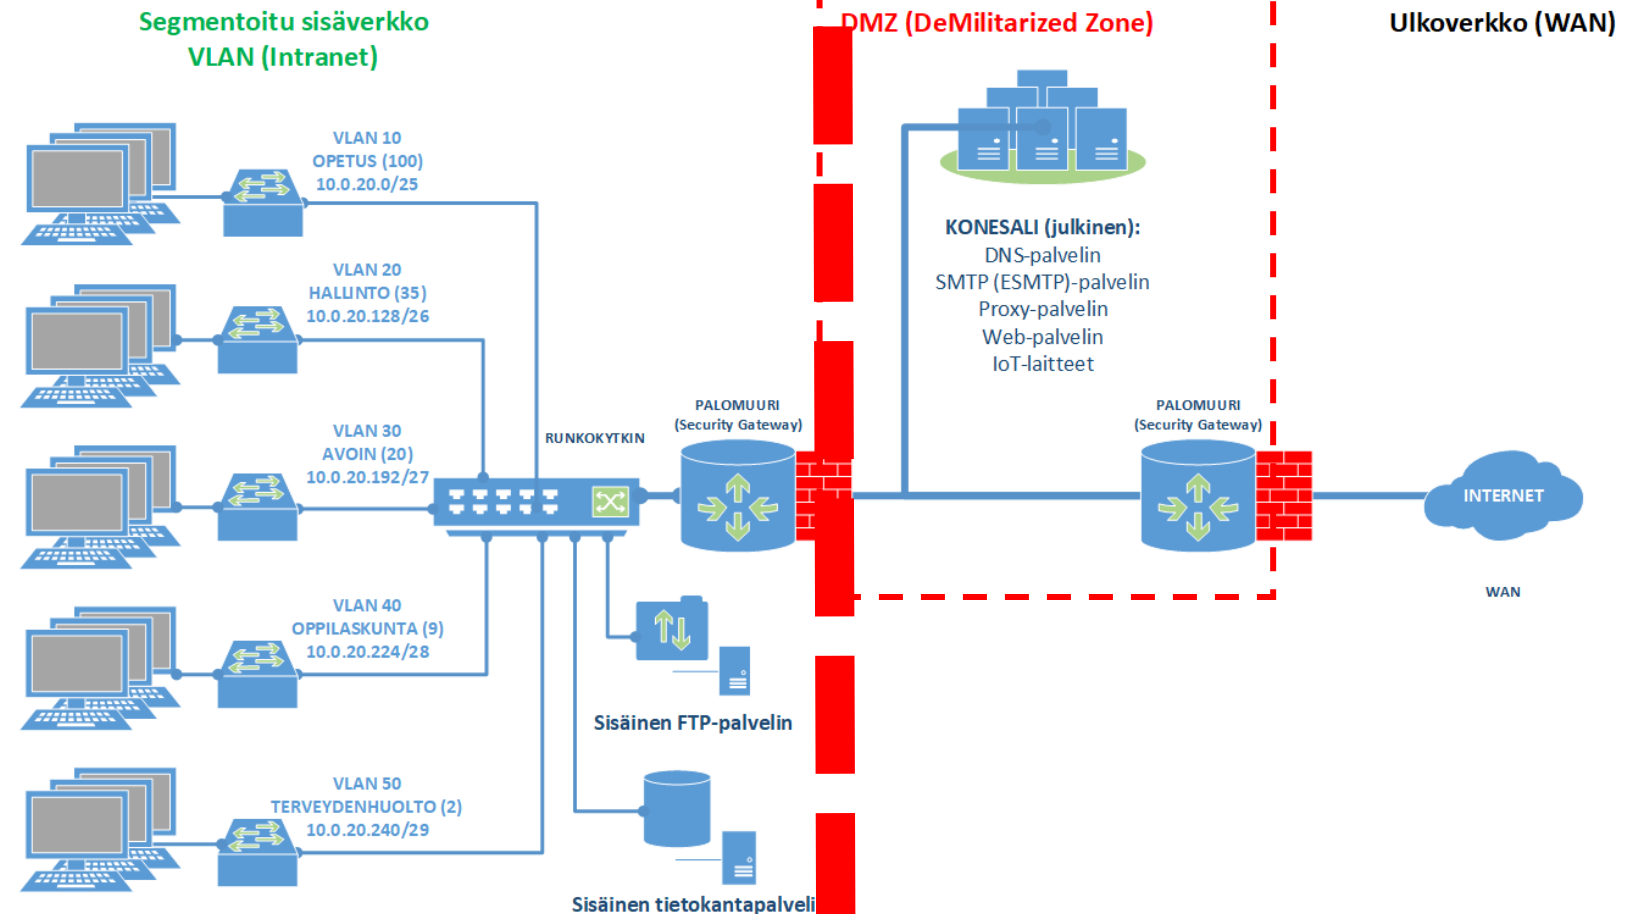 Segmentoitu sisäverkko
VLAN (Intranet)
DMZ (DeMilitarized Zone)
Ulkoverkko (WAN)
VLAN 10
OPETUS (100)
10.0.20.0/25
VLAN 20
HALLINTO (35)
10.0.20.128/26
VLAN 30
AVOIN (20)
10.0.20.192/27
VLAN 40
OPPILASKUNTA (9)
10.0.20.224/28
VLAN 50
TERVEYDENHUOLTO (2)
10.0.20.240/29
RUNKOKYTKIN
PALOMUURI
(Security Gateway)
Sisäinen FTP-palvelin
Sisäinen tietokantapalveli
KONESALI (julkinen):
DNS-palvelin
SMTP (ESMTP)-palvelin
Proxy-palvelin
Web-palvelin
IoT-laitteet
PALOMUURI
(Security Gateway)
INTERNET
WAN